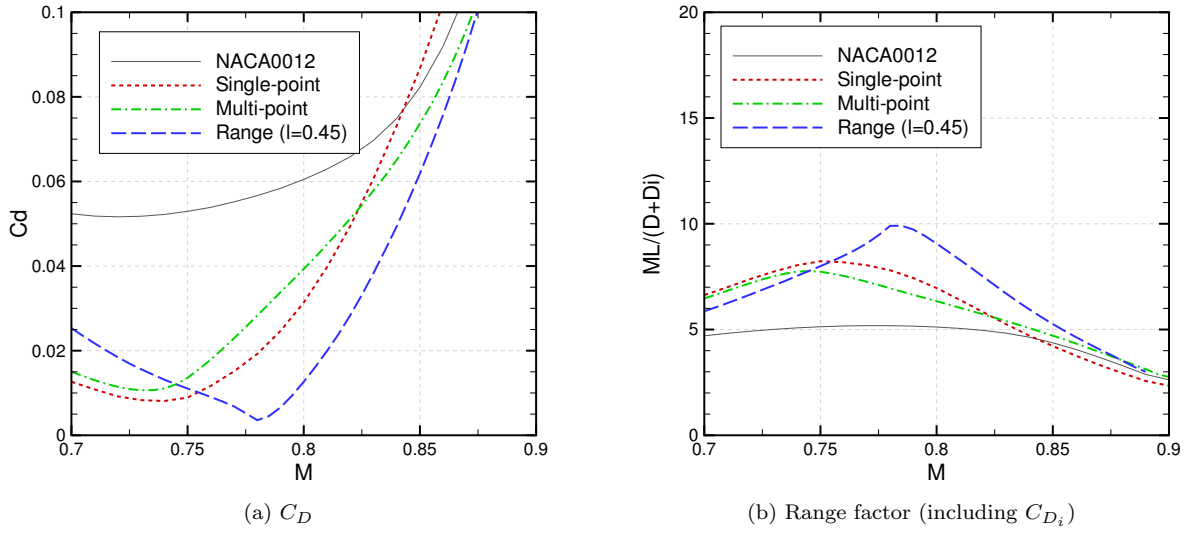 0.1
0.08
0.06
0.04
0.02
0
Cd
NACA0012
Single-point
Multi-point
Range (l=0.45)
0.7
0.75
0.8
0.85
0.9
M
(a) C_D
20
15
10
5
0
ML/(D+Di)
NACA0012
Single-point
Multi-point
Range (l=0.45)
0.7
0.75
0.8
0.85
0.9
M
(b) Range factor (including C_{D_i})